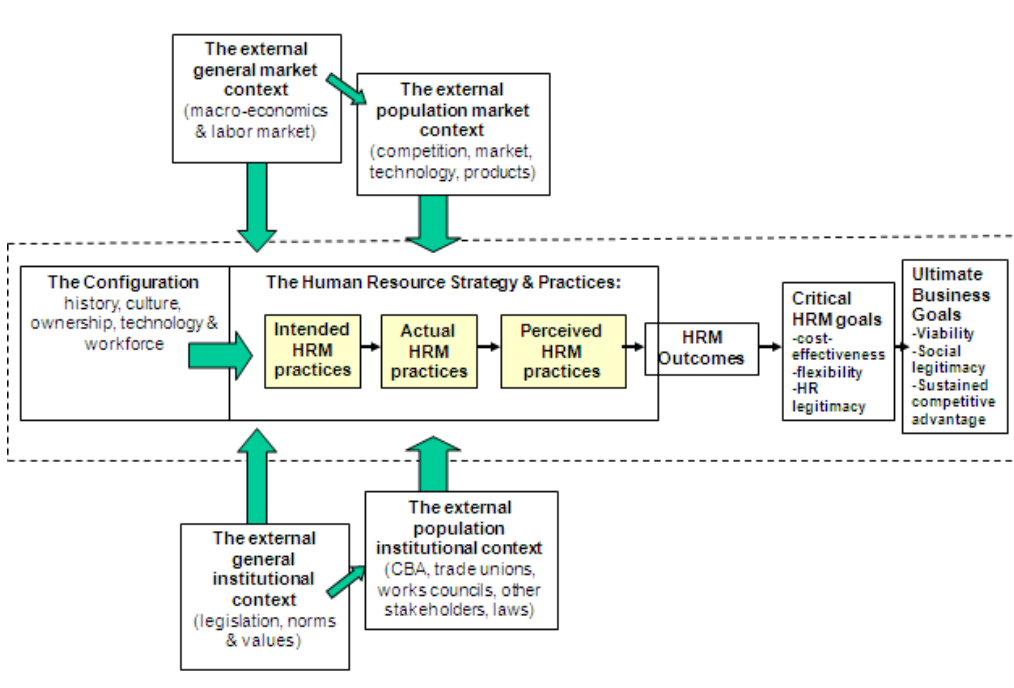 The external
general market
context
(macro-economics
& labor market)
The external
population market
context
(competition, market,
technology, products)
The Configuration
history, culture,
ownership, technology &
workforce
The Human Resource Strategy & Practices:
Intended
HRM
practices
Actual
HRM
practices
Perceived
HRM
practices
HRM
Outcomes
Critical
HRM goals
-cost-
effectiveness
-flexibility
-HR
legitimacy
Ultimate
Business
Goals
-Viability
-Social
legitimacy
-Sustained
competitive
advantage
The external
general
institutional
context
(legislation, norms
& values)
The external
population
institutional context
(CBA, trade unions,
works councils, other
stakeholders, laws)